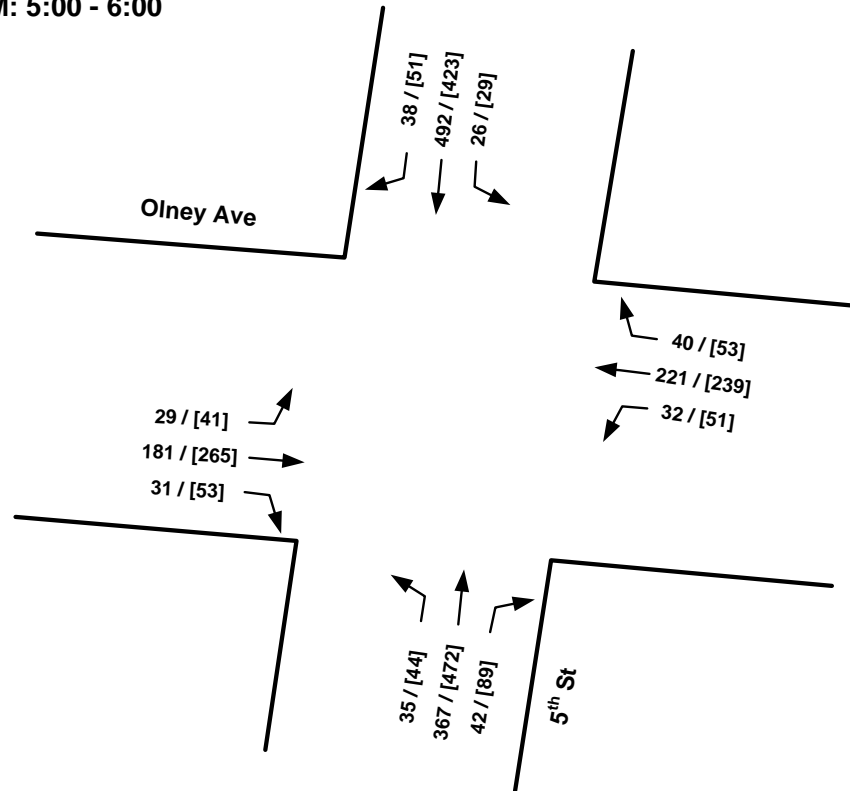 M: 5:00 - 6:00
38 / [51]
492 / [423]
26 / [29]
Olney Ave
40 / [53]
221 / [239]
32 / [51]
29 / [41]
181 / [265]
31 / [53]
35 / [44]
367 / [472]
42 / [89]
5th St